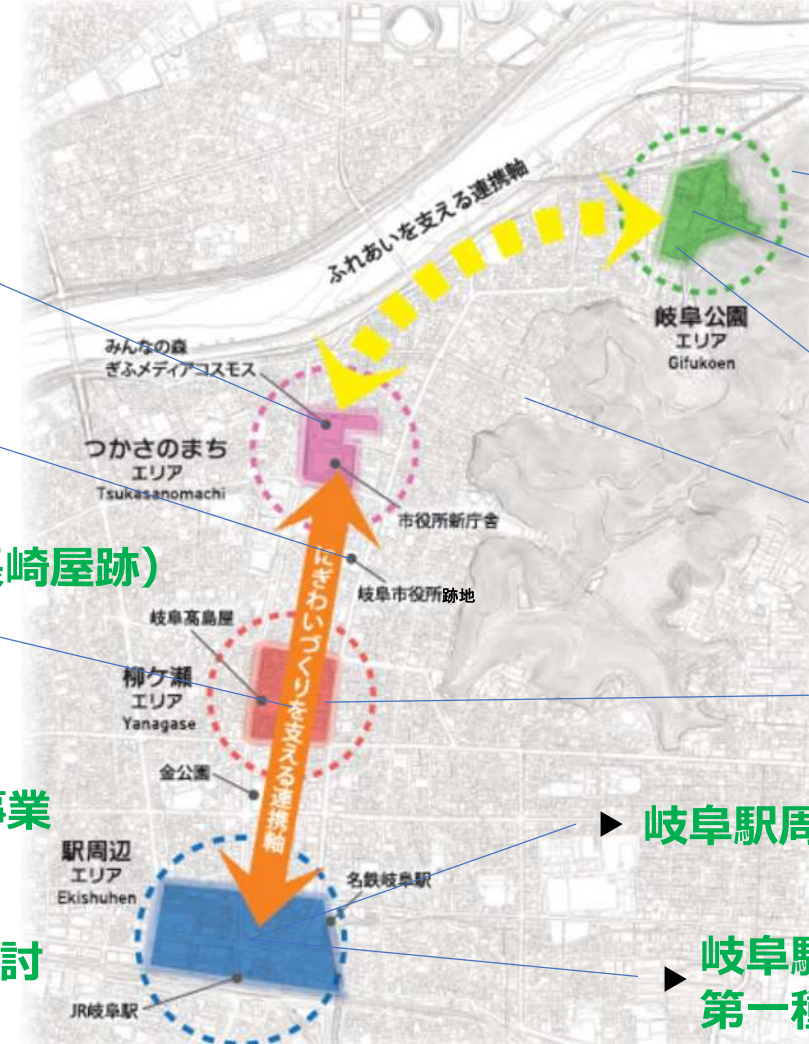 ふれあいを支える連携軸
岐阜公園
エリア
Gifukoen
みんなの森
ぎふメディアコスモス
つかさのまち
エリア
Tsukasanomachi
市役所新庁舎
崎屋跡）
岐阜市役所跡地
にぎわいづくりを支える連携軸
岐阜髙島屋
柳ケ瀬
エリア
Yanagase
金公園
事業
▶ 岐阜駅周
駅周辺
エリア
Ekishuhen
名鉄岐阜駅
討
▶ 岐阜駅
第一種
JR岐阜駅